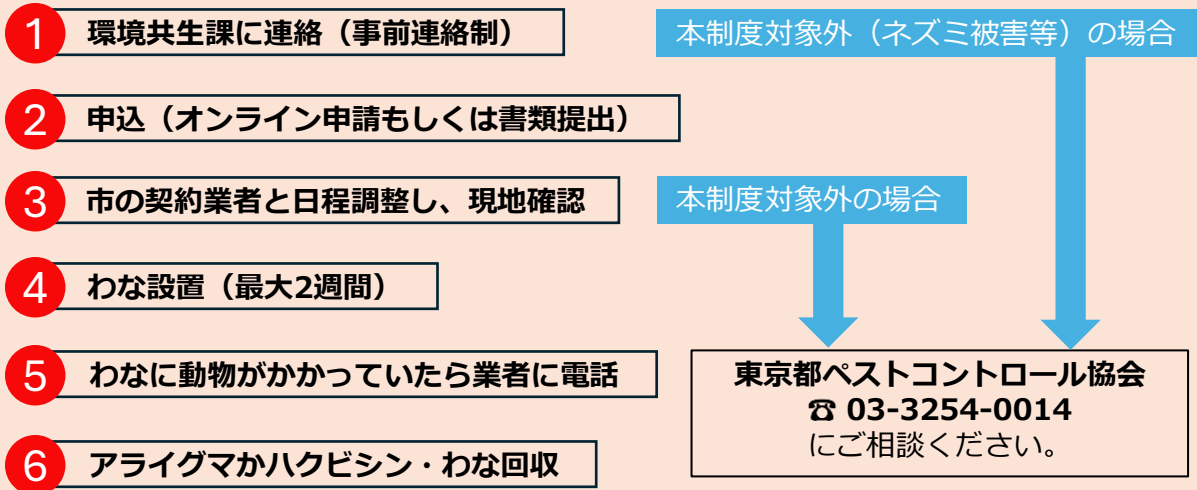 1 環境共生課に連絡（事前連絡制）
本制度対象外（ネズミ被害等）の場合
2 申込（オンライン申請もしくは書類提出）
3 市の契約業者と日程調整し、現地確認
本制度対象外の場合
4 わな設置（最大2週間）
5 わなに動物がかかっていたら業者に電話
6 アライグマかハクビシン・わな回収
東京都ペストコントロール協会
☎ 03-3254-0014
にご相談ください。